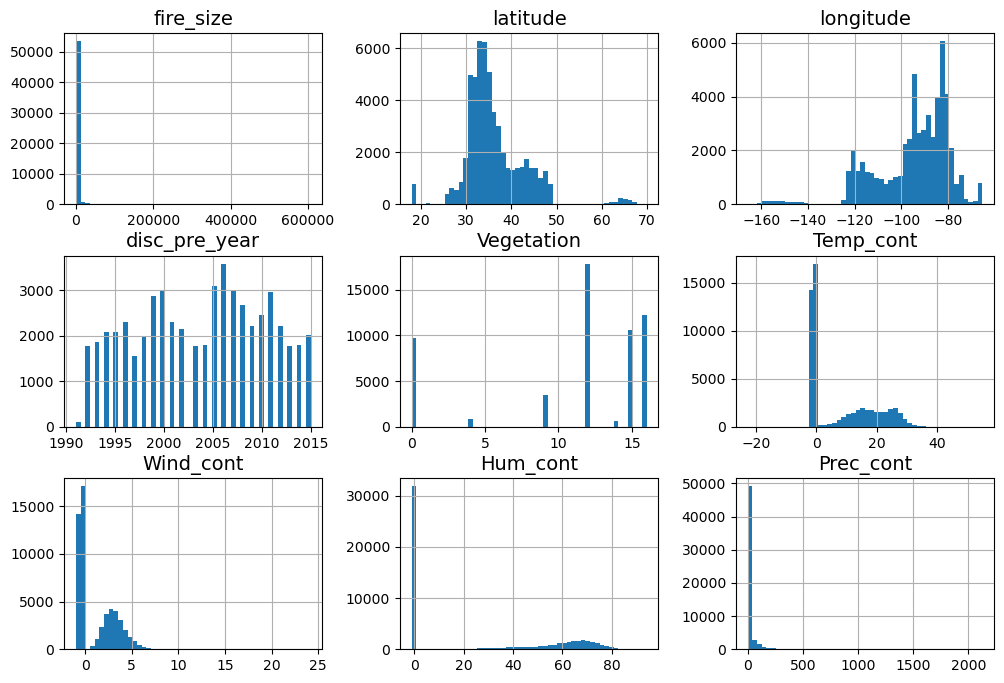 fire_size latitude longitude
50000 40000 30000 20000 10000 0
0 200000 400000 600000
6000 4000 2000 0
20 30 40 50 60 70
6000 4000 2000 0
−160 −140 −120 −100 −80
disc_pre_year Vegetation Temp_cont
3000 2000 1000 0
1990 1995 2000 2005 2010 2015
15000 10000 5000 0
0 5 10 15
15000 10000 5000 0
−20 0 20 40
Wind_cont Hum_cont Prec_cont
15000 10000 5000 0
0 5 10 15 20 25
30000 20000 10000 0
0 20 40 60 80
50000 40000 30000 20000 10000 0
0 500 1000 1500 2000